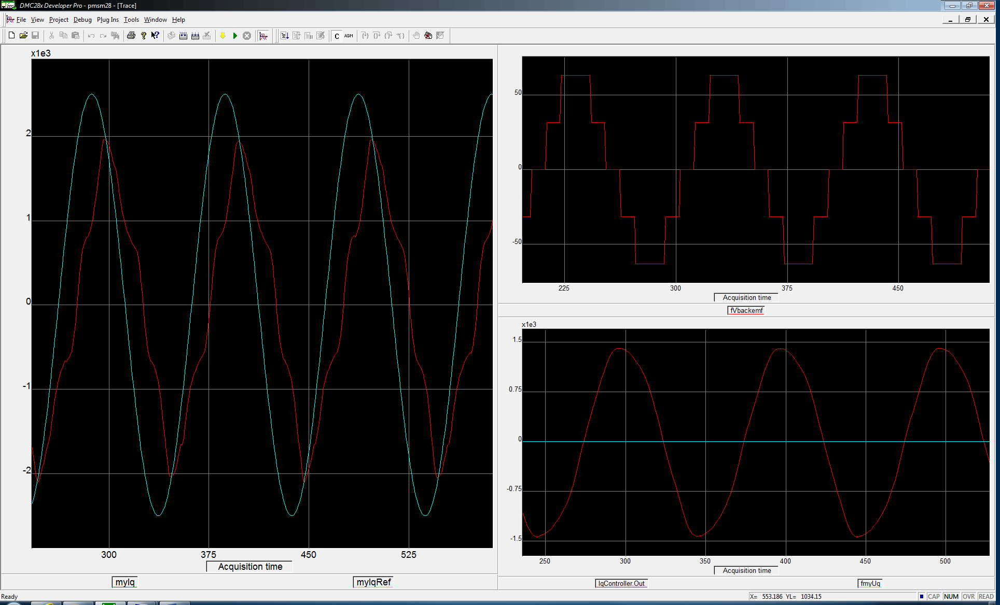 DMC28x Developer Pro - pmsm28 - [Trace]
File View Project Debug Plug Ins Tools Window Help
C ASM
x1e3
2
1
0
-1
-2
300 375 450 525
Acquisition time
myIq myIqRef
50
0
-50
225 300 375 450
Acquisition time
fVbackemf
x1e3
1.5
0.75
0
-0.75
-1.5
250 300 350 400 450 500
Acquisition time
IqController.Out fmyUq
Ready X= 553.186 YL= 1034.15 CAP NUM OVR READ